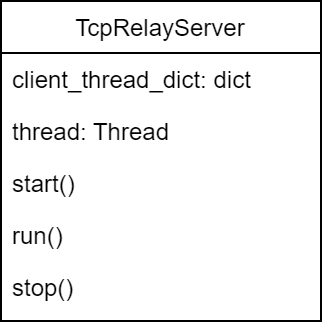 TcpRelayServer
client_thread_dict: dict
thread: Thread
start()
run()
stop()